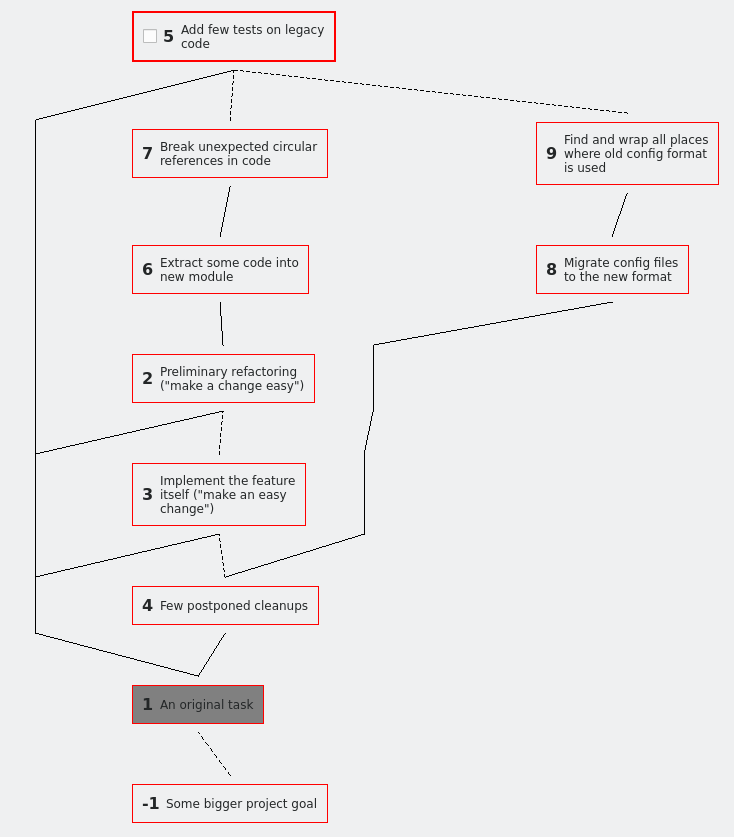 5 Add few tests on legacy
code
7 Break unexpected circular
references in code
9 Find and wrap all places
where old config format
is used
6 Extract some code into
new module
8 Migrate config files
to the new format
2 Preliminary refactoring
("make a change easy")
3 Implement the feature
itself ("make an easy
change")
4 Few postponed cleanups
1 An original task
-1 Some bigger project goal